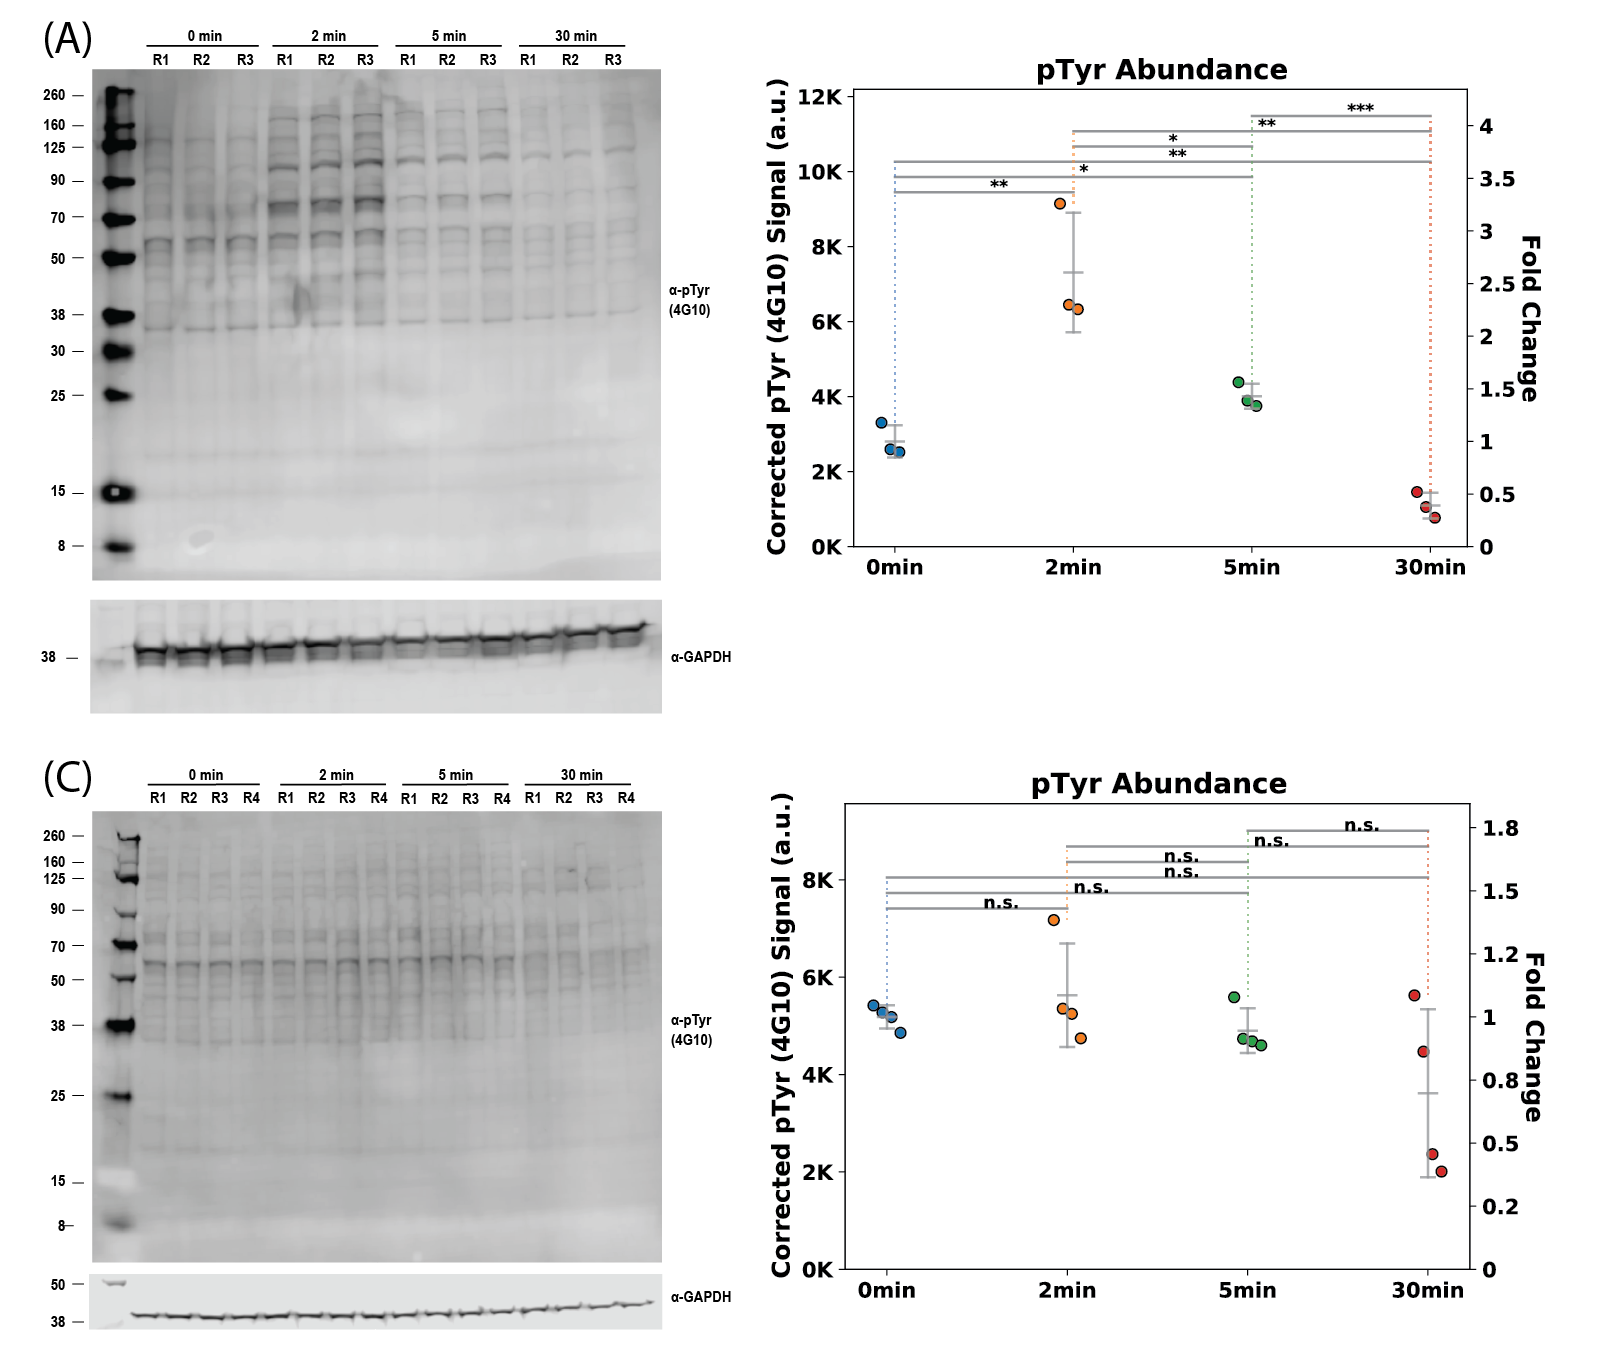 (A)
0 min 2 min 5 min 30 min
R1 R2 R3 R1 R2 R3 R1 R2 R3 R1 R2 R3
260
160
125
90
70
50
38
30
25
15
8
α-pTyr
(4G10)
38
α-GAPDH
pTyr Abundance
Corrected pTyr (4G10) Signal (a.u.)
12K
10K
8K
6K
4K
2K
0K
***
**
*
**
*
**
4
3.5
3
2.5
2
1.5
1
0.5
0
Fold Change
0min 2min 5min 30min
(C)
0 min 2 min 5 min 30 min
R1 R2 R3 R4 R1 R2 R3 R4 R1 R2 R3 R4 R1 R2 R3 R4
260
160
125
90
70
50
38
25
15
8
α-pTyr
(4G10)
50
38
α-GAPDH
pTyr Abundance
Corrected pTyr (4G10) Signal (a.u.)
8K
6K
4K
2K
0K
n.s.
n.s.
n.s.
n.s.
n.s.
n.s.
1.8
1.5
1.2
1
0.8
0.5
0.2
0
Fold Change
0min 2min 5min 30min